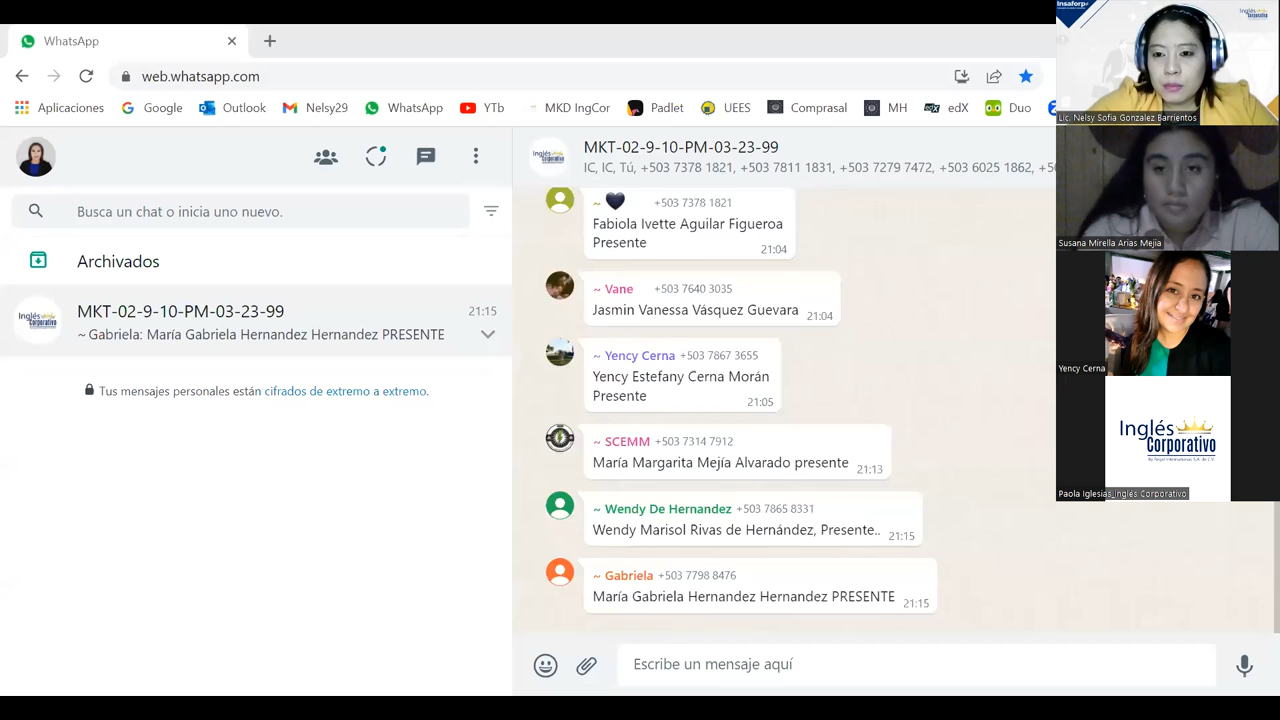 WhatsApp
web.whatsapp.com
Aplicaciones Google Outlook Nelsy29 WhatsApp YTb MKD IngCor Padlet UEES Comprasal MH edX Duo
MKT-02-9-10-PM-03-23-99
IC, IC, Tú, +503 7378 1821, +503 7811 1831, +503 7279 7472, +503 6025 1862, +50
Busca un chat o inicia uno nuevo.
Archivados
MKT-02-9-10-PM-03-23-99 21:15
~ Gabriela: María Gabriela Hernandez Hernandez PRESENTE
Tus mensajes personales están cifrados de extremo a extremo.
~ 🖤 +503 7378 1821
Fabiola Ivette Aguilar Figueroa
Presente
21:04
~ Vane +503 7640 3035
Jasmin Vanessa Vásquez Guevara 21:04
~ Yency Cerna +503 7867 3655
Yency Estefany Cerna Morán
Presente
21:05
~ SCEMM +503 7314 7912
María Margarita Mejía Alvarado presente 21:13
~ Wendy De Hernandez +503 7865 8331
Wendy Marisol Rivas de Hernández, Presente.. 21:15
~ Gabriela +503 7798 8476
María Gabriela Hernandez Hernandez PRESENTE 21:15
Escribe un mensaje aquí
Insaforp
Lic. Nelsy Sofia Gonzalez Barrientos
Susana Mirella Arias Mejia
Yency Cerna
Inglés
Corporativo
Paola Iglesias_Inglés Corporativo